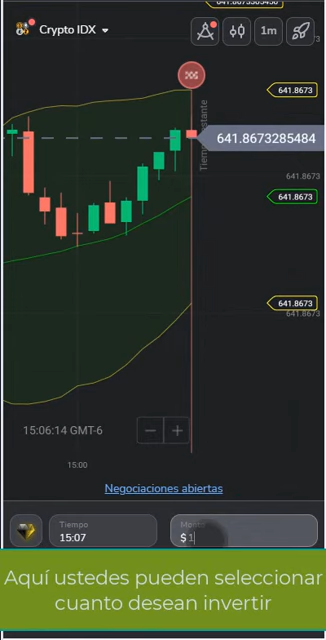 Crypto IDX
1m
641.8673
641.8673285484
Tiempo restante
641.8673
641.8673
641.8673
641.8673
15:06:14 GMT-6
15:00
Negociaciones abiertas
Tiempo
15:07
$1
Aquí ustedes pueden seleccionar
cuanto desean invertir